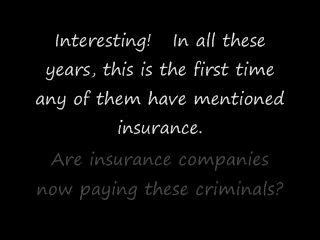 Interesting!   In all these
years, this is the first time
any of them have mentioned
insurance.
Are insurance companies
now paying these criminals?